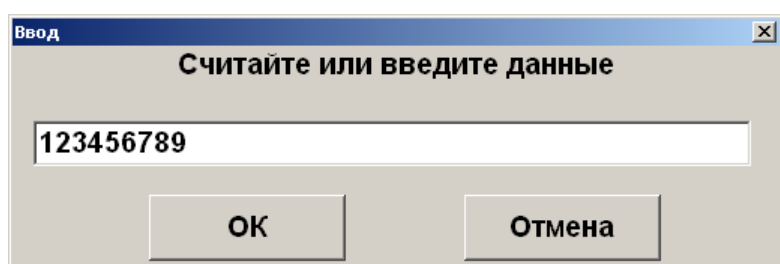 Ввод
Считайте или введите данные
123456789
ОК
Отмена